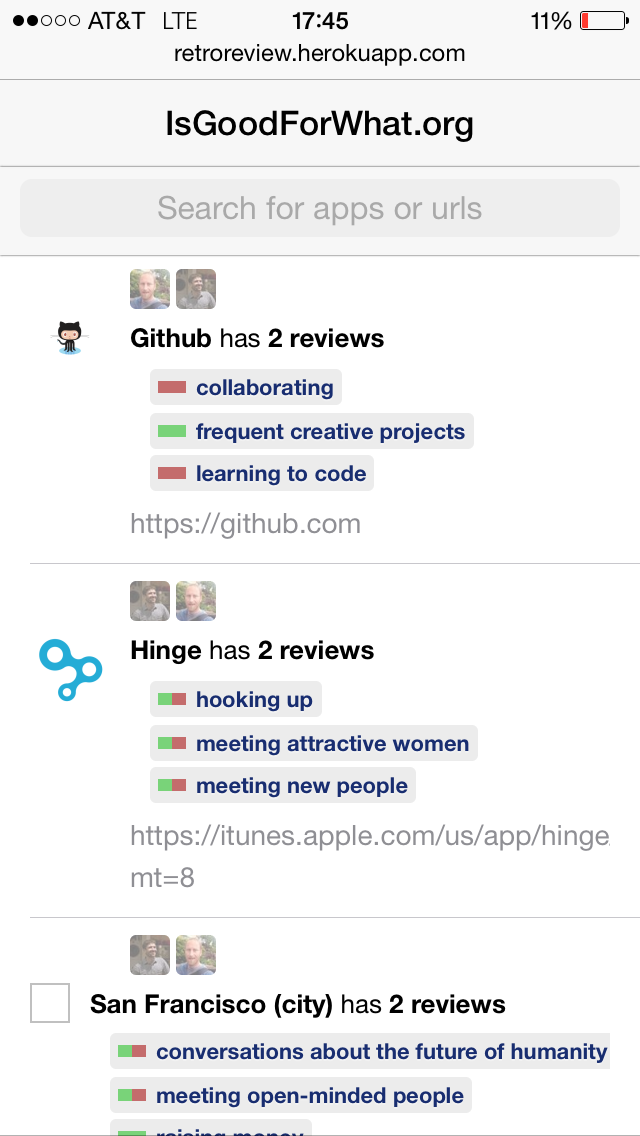 AT&T LTE 17:45 11%
retroreview.herokuapp.com
IsGoodForWhat.org
Search for apps or urls
Github has 2 reviews
collaborating
frequent creative projects
learning to code
https://github.com
Hinge has 2 reviews
hooking up
meeting attractive women
meeting new people
https://itunes.apple.com/us/app/hinge
mt=8
San Francisco (city) has 2 reviews
conversations about the future of humanity
meeting open-minded people
raising money